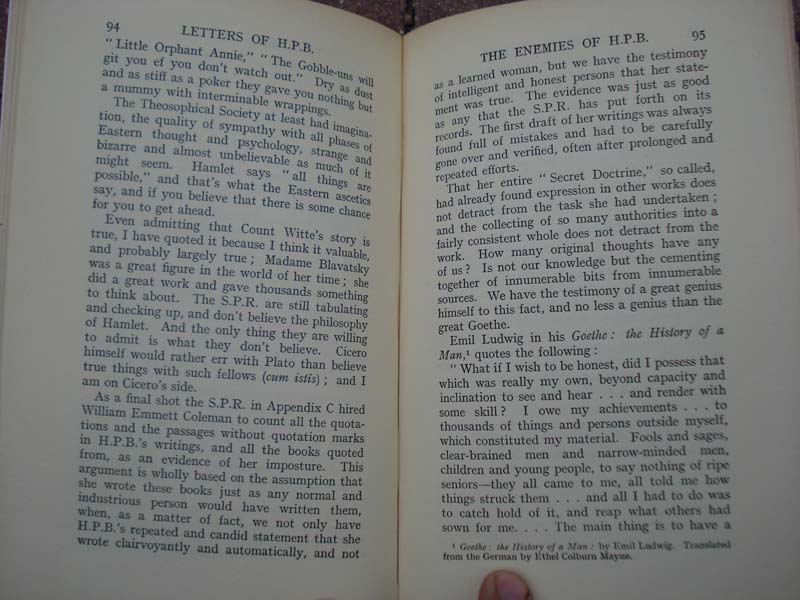 94 LETTERS OF H.P.B.
“ Little Orphant Annie,” “ The Gobble-uns will
git you ef you don't watch out.” Dry as dust
and as stiff as a poker they gave you nothing but
a mummy with interminable wrappings.
The Theosophical Society at least had imagina-
tion, the quality of sympathy with all phases of
Eastern thought and psychology, strange and
bizarre and almost unbelievable as much of it
might seem. Hamlet says “ all things are
possible,” and that's what the Eastern ascetics
say, and if you believe that there is some chance
for you to get ahead.
Even admitting that Count Witte's story is
true, I have quoted it because I think it valuable,
and probably largely true ; Madame Blavatsky
was a great figure in the world of her time ; she
did a great work and gave thousands something
to think about. The S.P.R. are still tabulating
and checking up, and don't believe the philosophy
of Hamlet. And the only thing they are willing
to admit is what they don't believe. Cicero
himself would rather err with Plato than believe
true things with such fellows (cum istis) ; and I
am on Cicero's side.
As a final shot the S.P.R. in Appendix C hired
William Emmett Coleman to count all the quota-
tions and the passages without quotation marks
in H.P.B.'s writings, and all the books quoted
from, as an evidence of her imposture. This
argument is wholly based on the assumption that
she wrote these books just as any normal and
industrious person would have written them,
when, as a matter of fact, we not only have
H.P.B.'s repeated and candid statement that she
wrote clairvoyantly and automatically, and not
THE ENEMIES OF H.P.B. 95
as a learned woman, but we have the testimony
of intelligent and honest persons that her state-
ment was true. The evidence was just as good
as any that the S.P.R. has put forth on its
records. The first draft of her writings was always
found full of mistakes and had to be carefully
gone over and verified, often after prolonged and
repeated efforts.
That her entire “ Secret Doctrine,” so called,
had already found expression in other works does
not detract from the task she had undertaken ;
and the collecting of so many authorities into a
fairly consistent whole does not detract from the
work. How many original thoughts have any
of us ? Is not our knowledge but the cementing
together of innumerable bits from innumerable
sources. We have the testimony of a great genius
himself to this fact, and no less a genius than the
great Goethe.
Emil Ludwig in his Goethe : the History of a
Man,¹ quotes the following :
“ What if I wish to be honest, did I possess that
which was really my own, beyond capacity and
inclination to see and hear . . . and render with
some skill ? I owe my achievements . . . to
thousands of things and persons outside myself,
which constituted my material. Fools and sages,
clear-brained men and narrow-minded men,
children and young people, to say nothing of ripe
seniors—they all came to me, all told me how
things struck them . . . and all I had to do was
to catch hold of it, and reap what others had
sown for me. . . . The main thing is to have a
¹ Goethe : the History of a Man : by Emil Ludwig. Translated
from the German by Ethel Colburn Mayne.